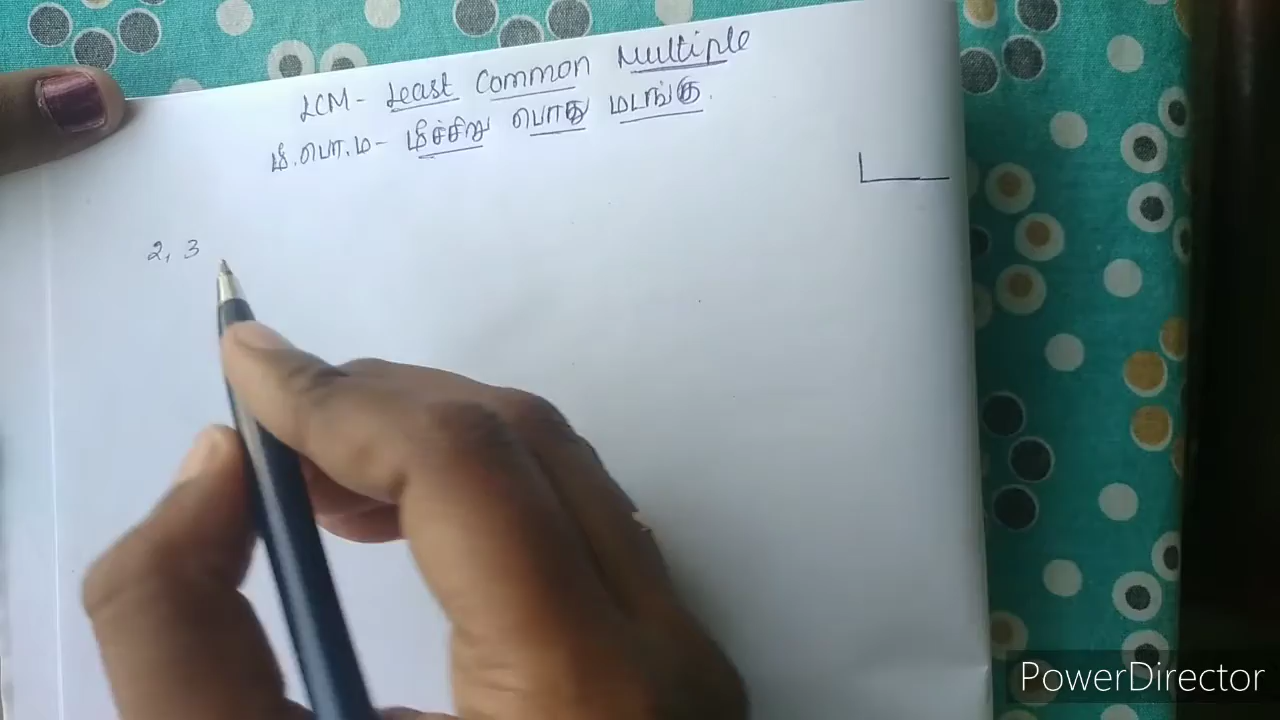 LCM - Least Common Multiple
மீ.பொ.ம - மீச்சிறு பொது மடங்கு.
2, 3
PowerDirector